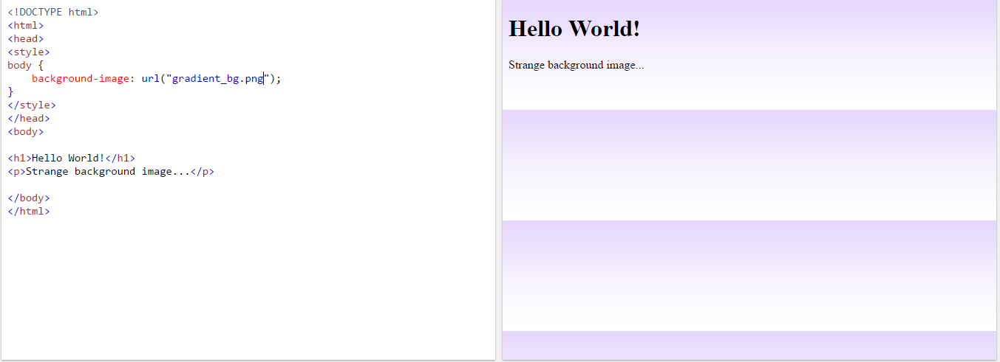 <!DOCTYPE html>
<html>
<head>
<style>
body {
    background-image: url("gradient_bg.png");
}
</style>
</head>
<body>

<h1>Hello World!</h1>
<p>Strange background image...</p>

</body>
</html>
Hello World!
Strange background image...